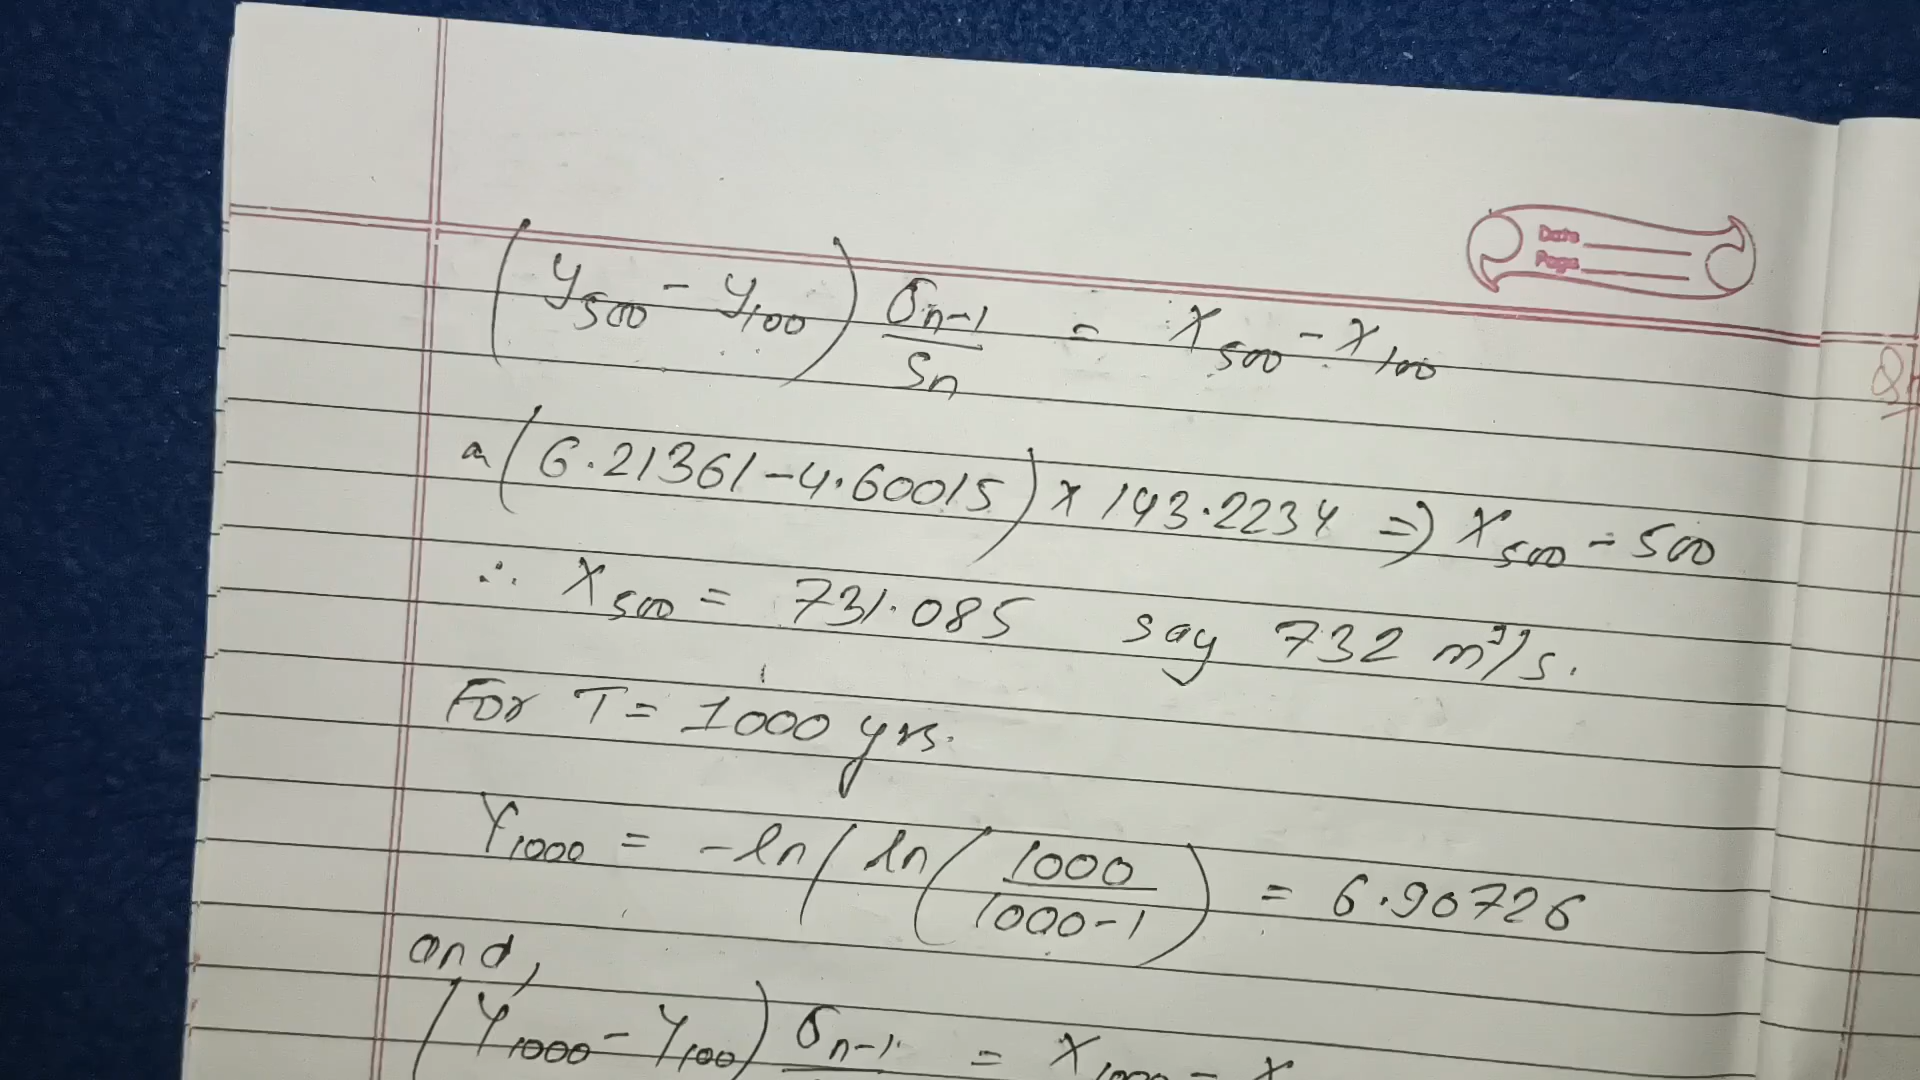 Date
Page
(y500 - y100) σn-1/Sn = X500 - X100
(6.21361-4.60015) x 143.2234 => X500 - 500
∴ X500 = 731.085 say 732 m³/s.
For T = 1000 yrs.
Y1000 = -ln(ln(1000/1000-1) = 6.90726
and,
(Y1000 - Y100) σn-1 = X1000 - X